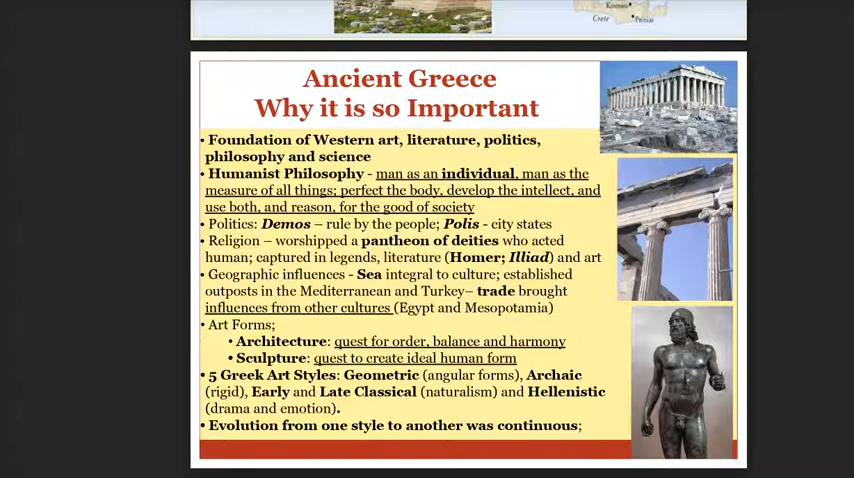 Knossos
Crete
Prinias
Ancient Greece
Why it is so Important
• Foundation of Western art, literature, politics,
philosophy and science
• Humanist Philosophy - man as an individual, man as the
measure of all things; perfect the body, develop the intellect, and
use both, and reason, for the good of society
• Politics: Demos – rule by the people; Polis - city states
• Religion – worshipped a pantheon of deities who acted
human; captured in legends, literature (Homer; Illiad) and art
• Geographic influences - Sea integral to culture; established
outposts in the Mediterranean and Turkey– trade brought
influences from other cultures (Egypt and Mesopotamia)
• Art Forms;
• Architecture: quest for order, balance and harmony
• Sculpture: quest to create ideal human form
• 5 Greek Art Styles: Geometric (angular forms), Archaic
(rigid), Early and Late Classical (naturalism) and Hellenistic
(drama and emotion).
• Evolution from one style to another was continuous;